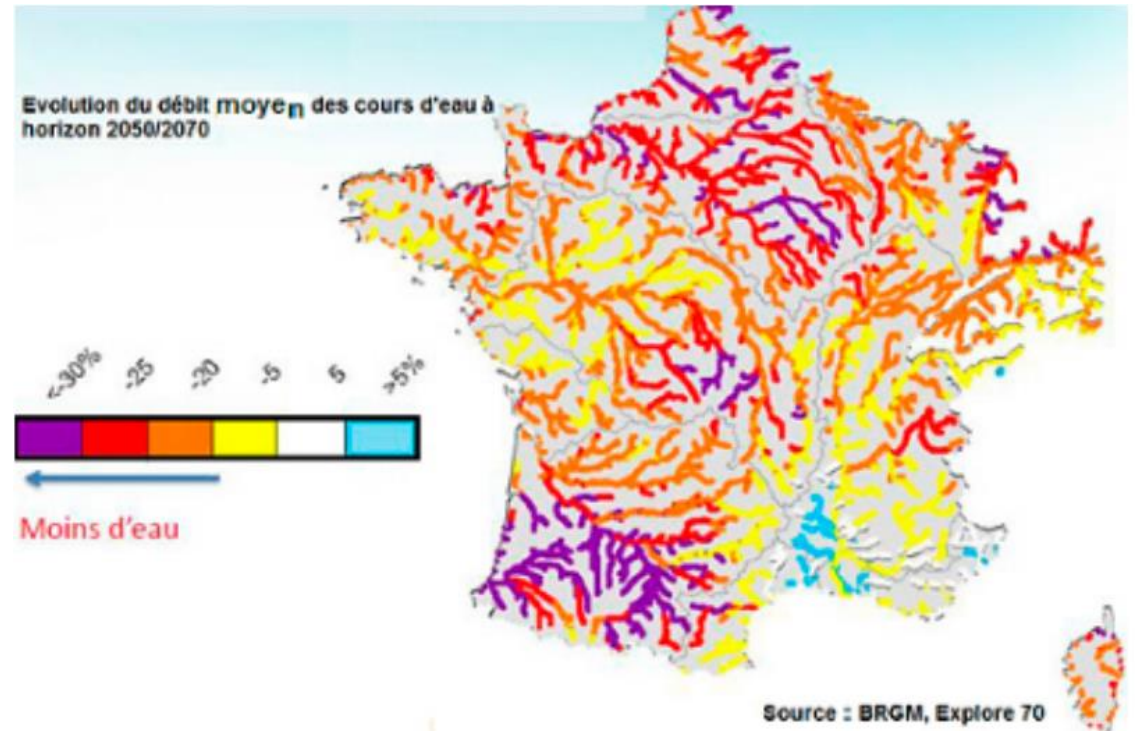 Evolution du débit moyen des cours d'eau à
horizon 2050/2070
<-30% -25 -20 -5 5 >5%
Moins d'eau
Source : BRGM, Explore 70